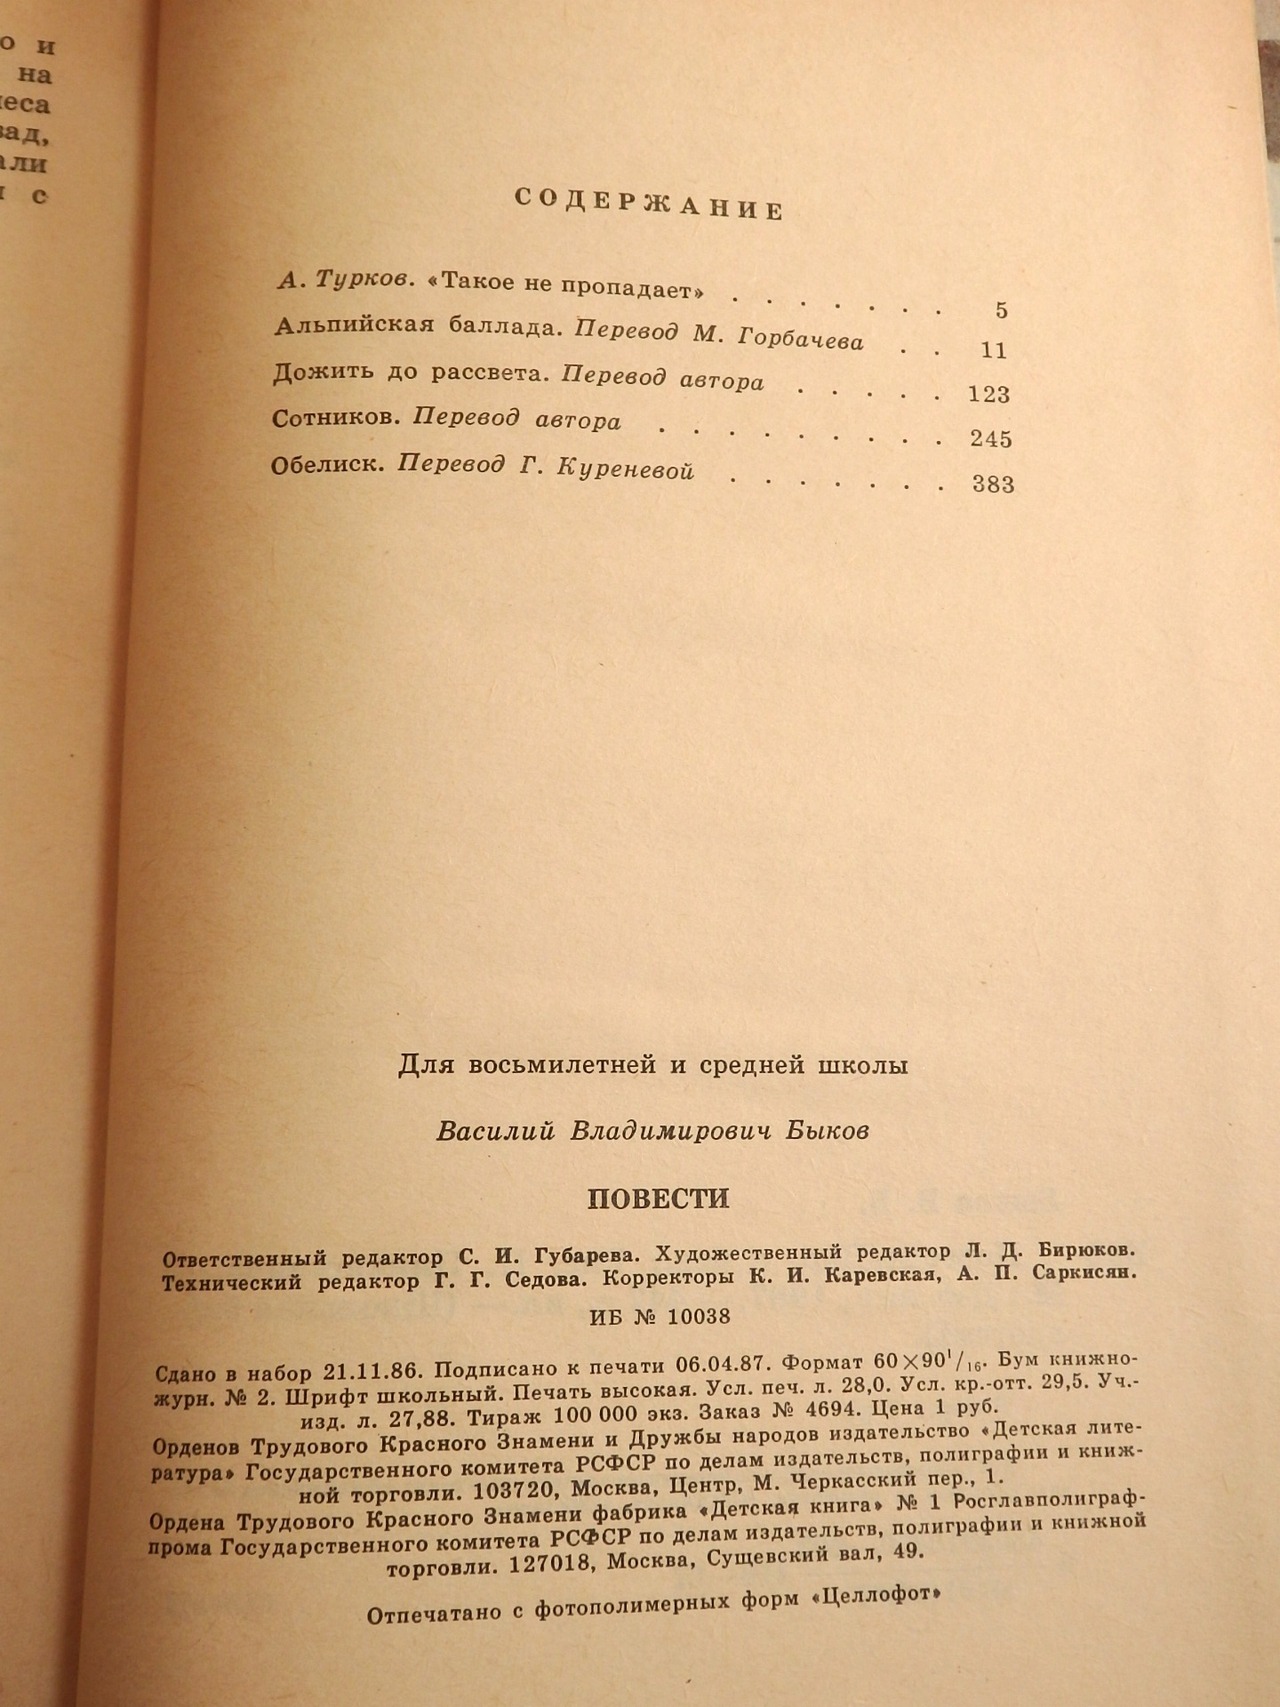 о и
на
леса
зад,
али
с
СОДЕРЖАНИЕ
А. Турков. «Такое не пропадает» . . . . . . . 5
Альпийская баллада. Перевод М. Горбачева . . 11
Дожить до рассвета. Перевод автора . . . . . 123
Сотников. Перевод автора . . . . . . . . . 245
Обелиск. Перевод Г. Куреневой . . . . . . . 383
Для восьмилетней и средней школы
Василий Владимирович Быков
ПОВЕСТИ
Ответственный редактор С. И. Губарева. Художественный редактор Л. Д. Бирюков.
Технический редактор Г. Г. Седова. Корректоры К. И. Каревская, А. П. Саркисян.
ИБ № 10038
Сдано в набор 21.11.86. Подписано к печати 06.04.87. Формат 60×90¹/₁₆. Бум книжно-
журн. № 2. Шрифт школьный. Печать высокая. Усл. печ. л. 28,0. Усл. кр.-отт. 29,5. Уч.-
изд. л. 27,88. Тираж 100 000 экз. Заказ № 4694. Цена 1 руб.
Орденов Трудового Красного Знамени и Дружбы народов издательство «Детская лите-
ратура» Государственного комитета РСФСР по делам издательств, полиграфии и книж-
ной торговли. 103720, Москва, Центр, М. Черкасский пер., 1.
Ордена Трудового Красного Знамени фабрика «Детская книга» № 1 Росглавполиграф-
прома Государственного комитета РСФСР по делам издательств, полиграфии и книжной
торговли. 127018, Москва, Сущевский вал, 49.
Отпечатано с фотополимерных форм «Целлофот»